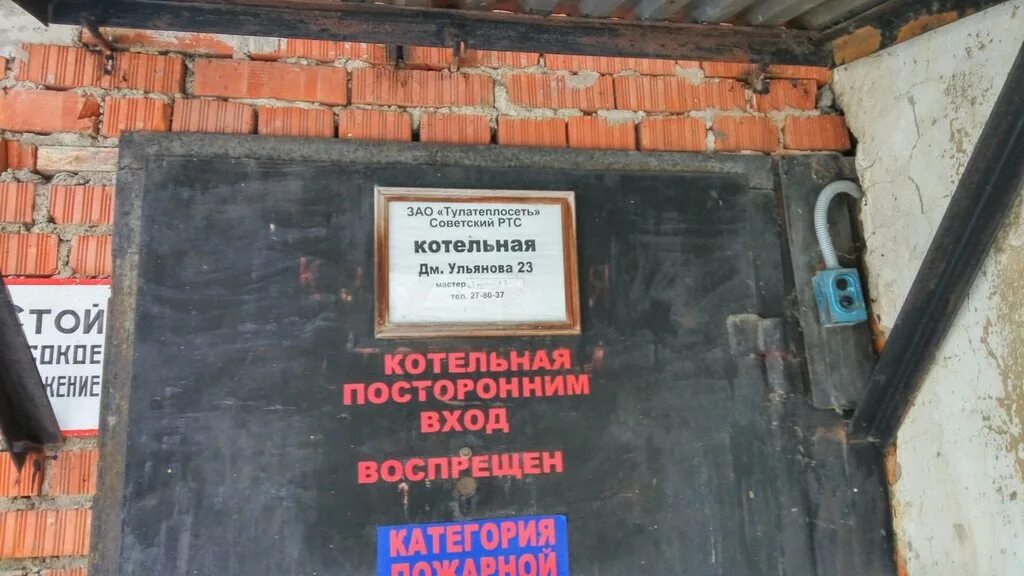 ЗАО «Тулатеплосеть»
Советский РТС
котельная
Дм. Ульянова 23
мастер
тел. 27-80-37
КОТЕЛЬНАЯ
ПОСТОРОННИМ
ВХОД
ВОСПРЕЩЕН
КАТЕГОРИЯ
ПОЖАРНОЙ
СТОЙ
СОКОЕ
ЖЕНИЕ